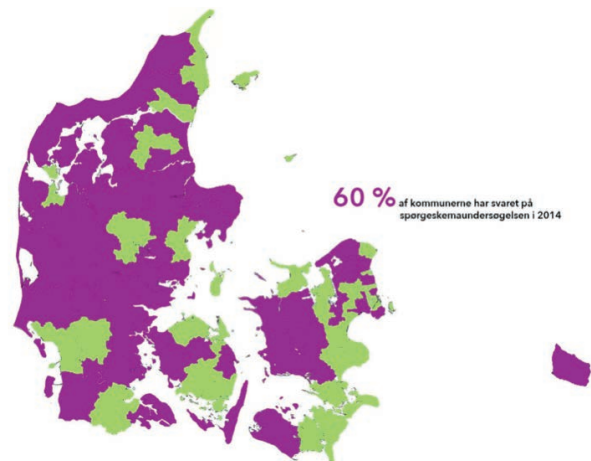 60 % af kommunerne har svaret på
spørgeskemaundersøgelsen i 2014